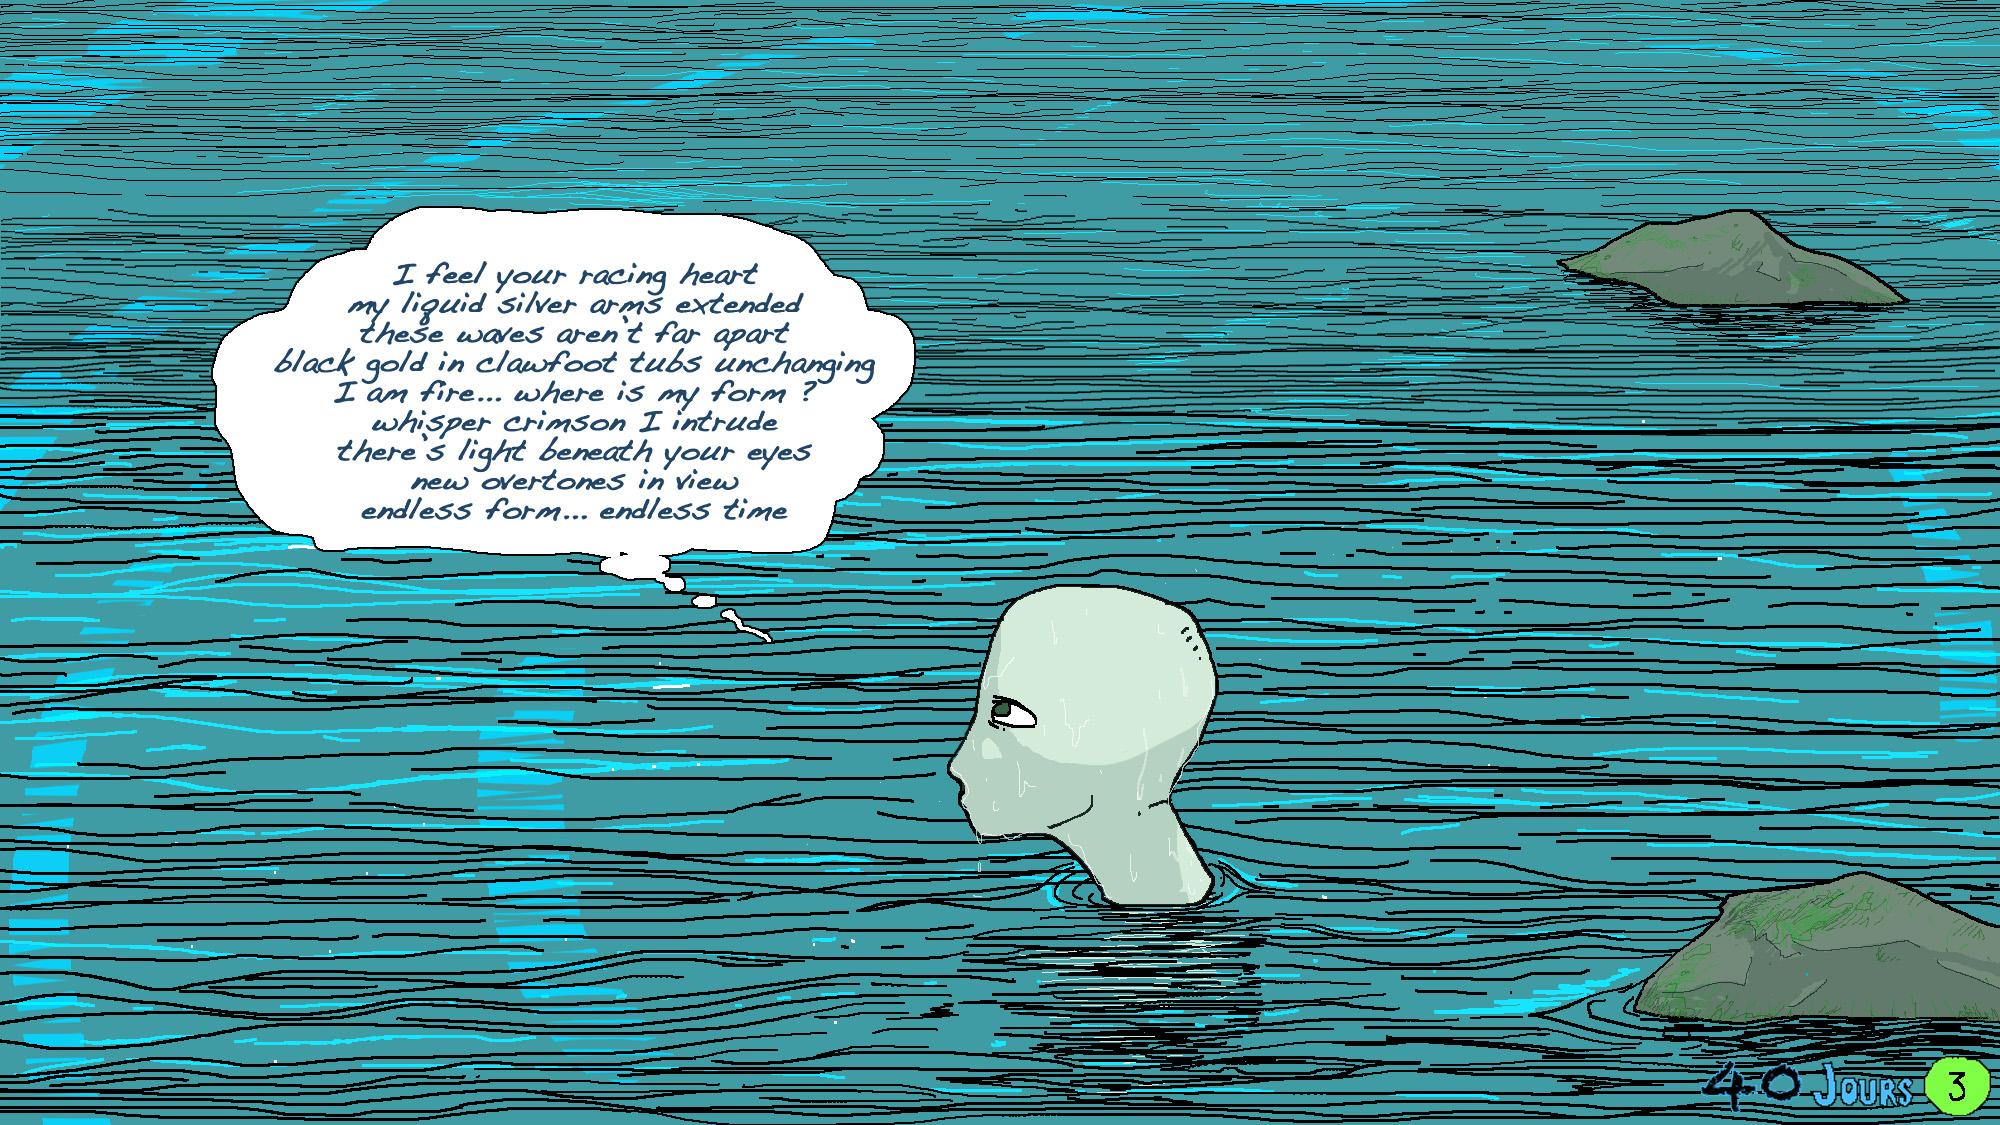 I feel your racing heart
my liquid silver arms extended
these waves aren't far apart
black gold in clawfoot tubs unchanging
I am fire... where is my form ?
whisper crimson I intrude
there's light beneath your eyes
new overtones in view
endless form... endless time
40 Jours 3